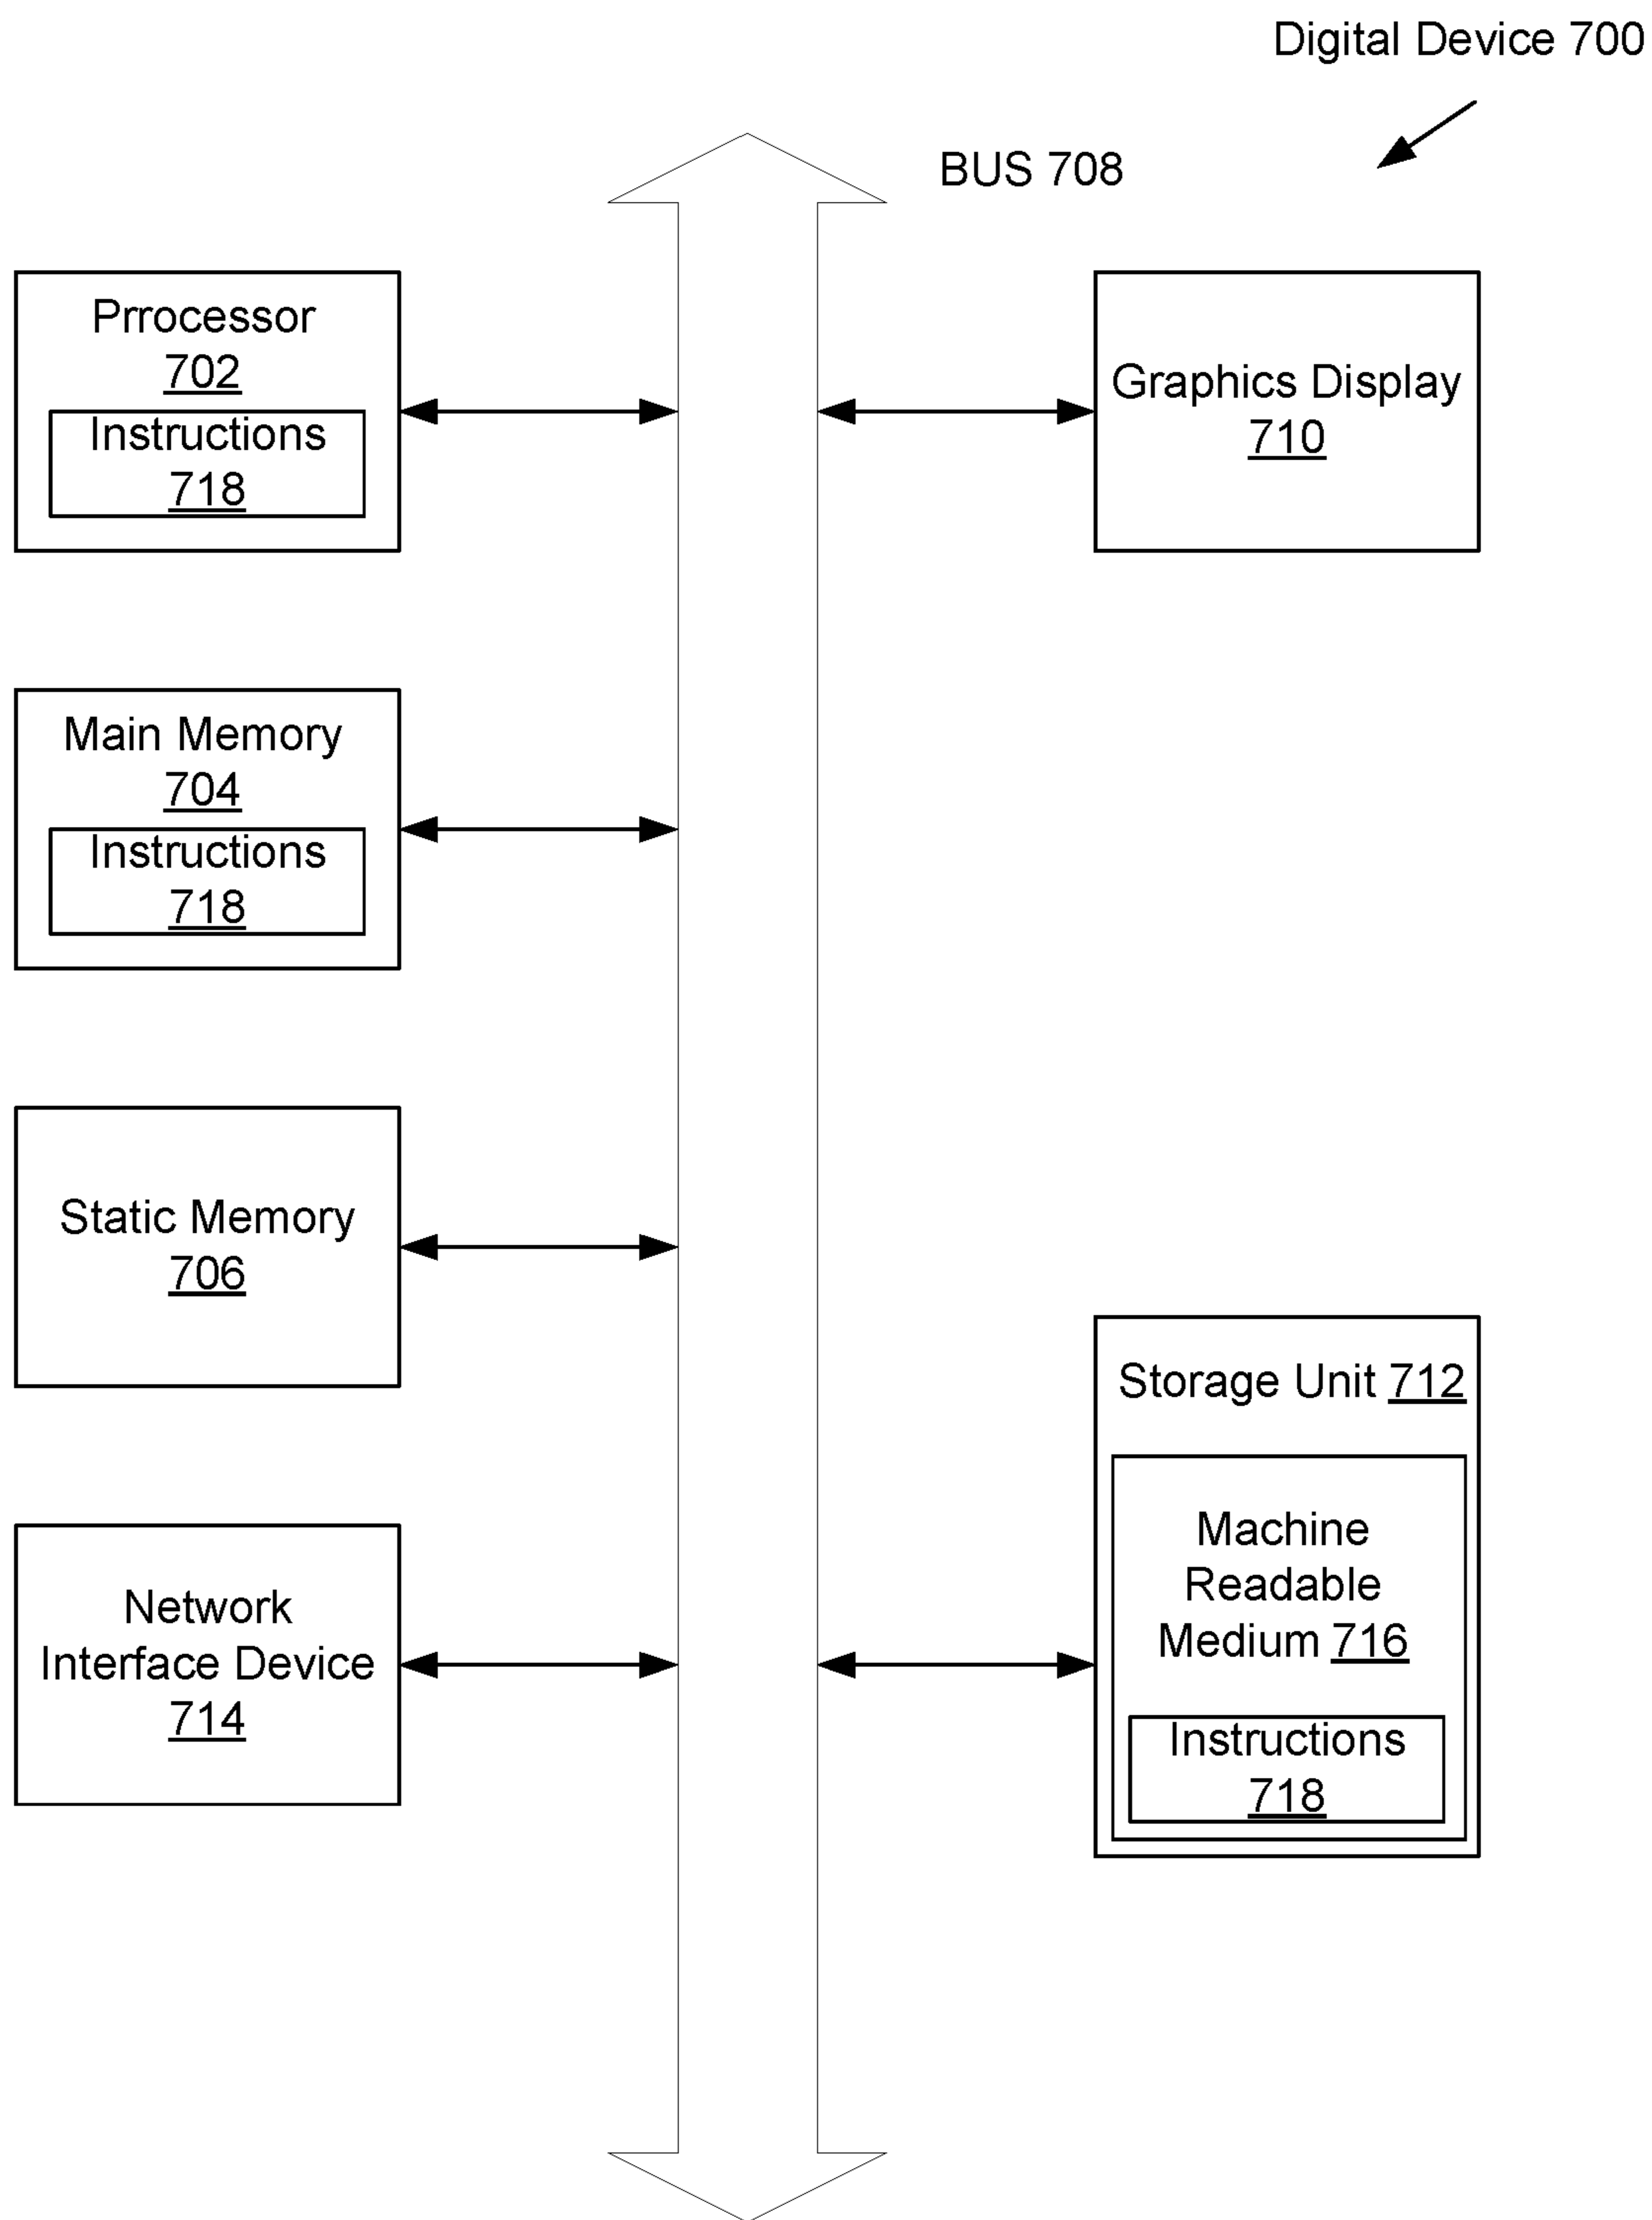 Digital Device 700
BUS 708
Prrocessor
702
Instructions
718
Graphics Display
710
Main Memory
704
Instructions
718
Static Memory
706
Storage Unit 712
Machine
Readable
Medium 716
Instructions
718
Network
Interface Device
714